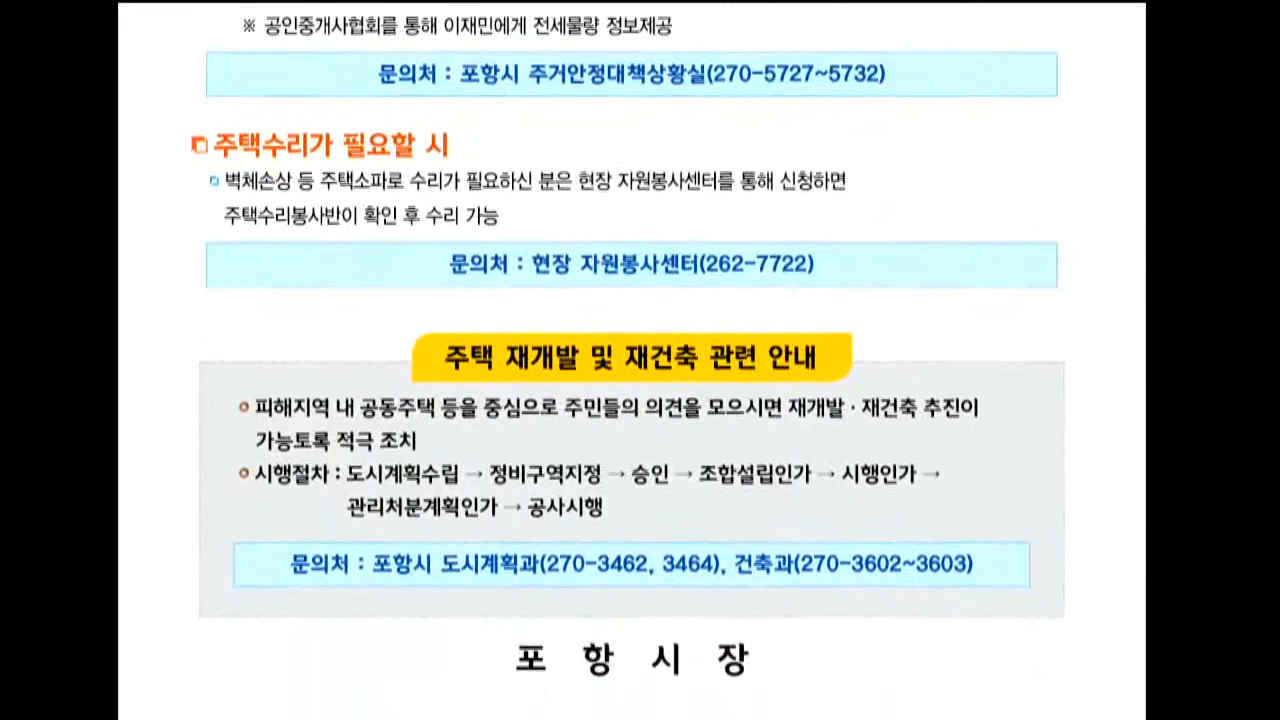 ※ 공인중개사협회를 통해 이재민에게 전세물량 정보제공
문의처 : 포항시 주거안정대책상황실(270-5727~5732)
주택수리가 필요할 시
벽체손상 등 주택소파로 수리가 필요하신 분은 현장 자원봉사센터를 통해 신청하면
주택수리봉사반이 확인 후 수리 가능
문의처 : 현장 자원봉사센터(262-7722)
주택 재개발 및 재건축 관련 안내
피해지역 내 공동주택 등을 중심으로 주민들의 의견을 모으시면 재개발 · 재건축 추진이
가능토록 적극 조치
시행절차 : 도시계획수립 → 정비구역지정 → 승인 → 조합설립인가 → 시행인가 →
관리처분계획인가 → 공사시행
문의처 : 포항시 도시계획과(270-3462, 3464), 건축과(270-3602~3603)
포 항 시 장